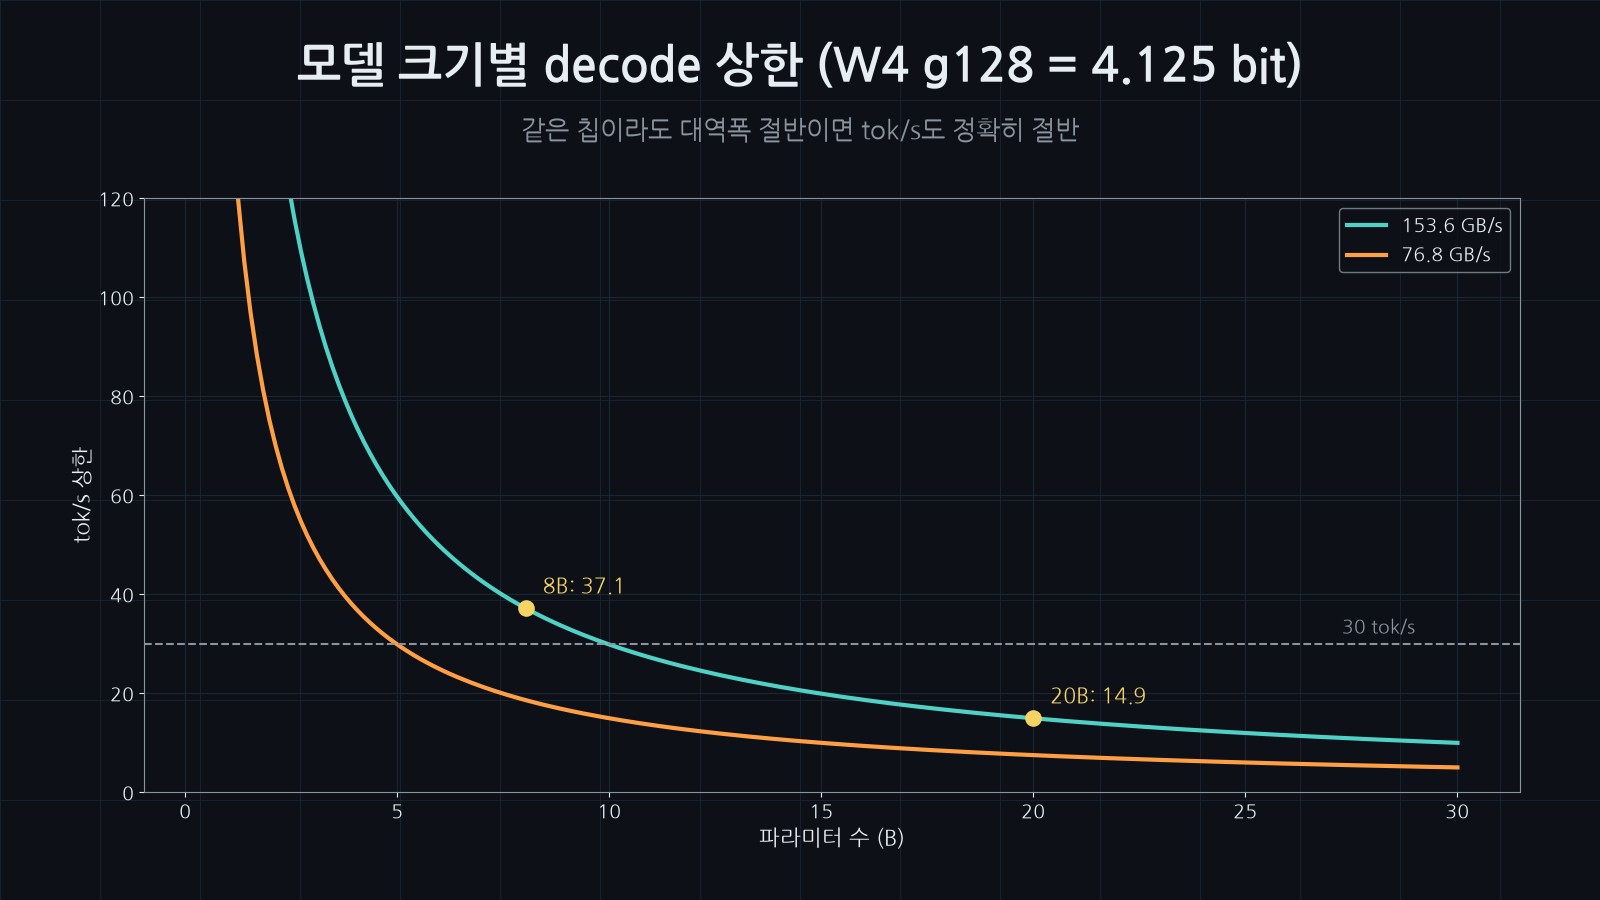 모델 크기별 decode 상한 (W4 g128 = 4.125 bit)
같은 칩이라도 대역폭 절반이면 tok/s도 정확히 절반
120
100
80
60
40
20
0
tok/s 상한
153.6 GB/s
76.8 GB/s
8B: 37.1
30 tok/s
20B: 14.9
0 5 10 15 20 25 30
파라미터 수 (B)